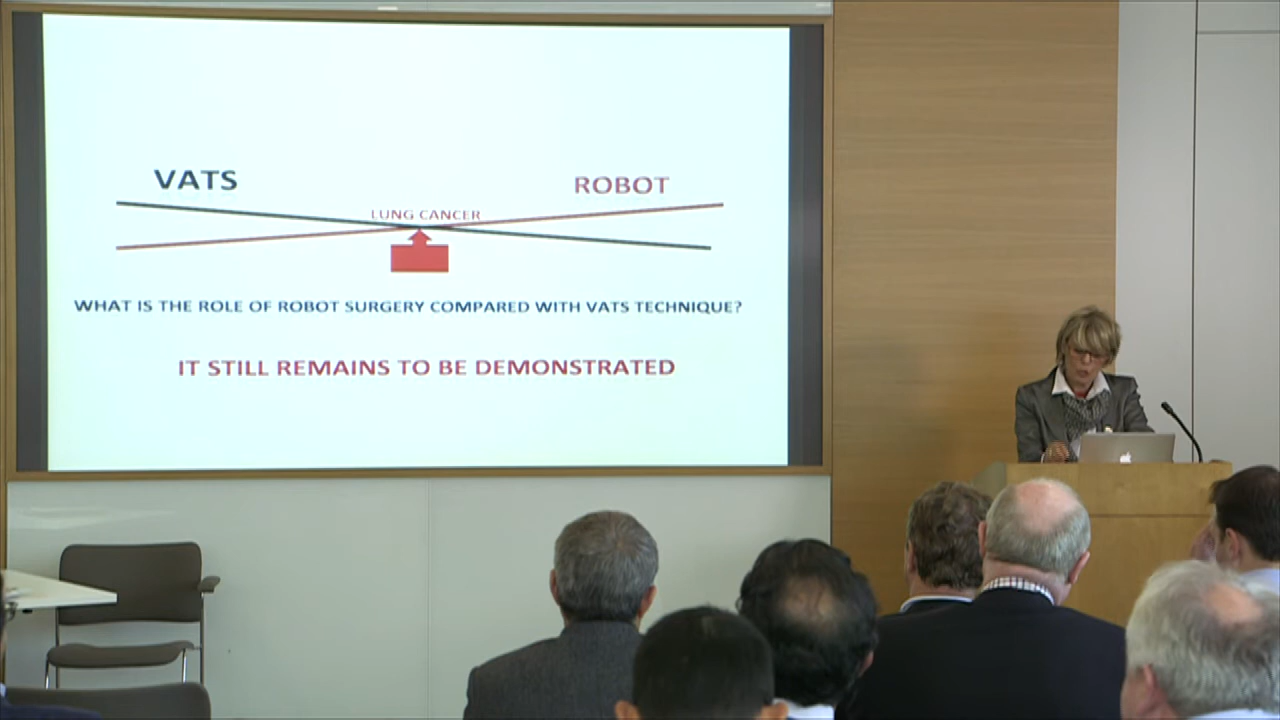 VATS
ROBOT
LUNG CANCER
WHAT IS THE ROLE OF ROBOT SURGERY COMPARED WITH VATS TECHNIQUE?
IT STILL REMAINS TO BE DEMONSTRATED